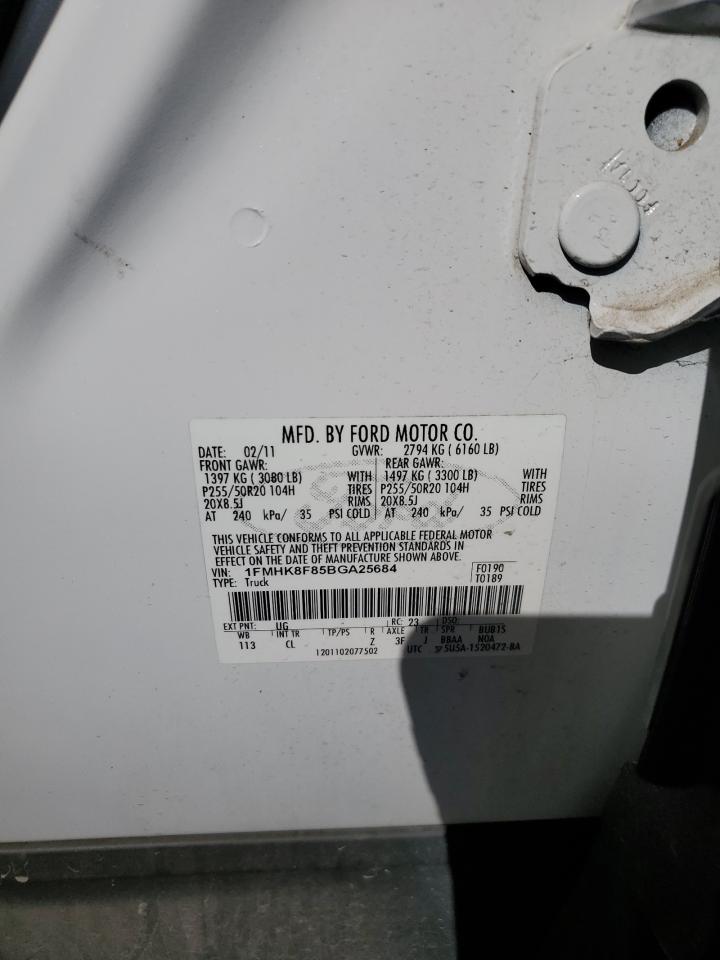 MFD. BY FORD MOTOR CO.
DATE: 02/11 GVWR: 2794 KG ( 6160 LB)
FRONT GAWR: REAR GAWR:
1397 KG ( 3080 LB) WITH 1497 KG ( 3300 LB) WITH
P255/50R20 104H TIRES P255/50R20 104H TIRES
20X8.5J RIMS 20X8.5J RIMS
AT 240 kPa/ 35 PSI COLD AT 240 kPa/ 35 PSI COLD
THIS VEHICLE CONFORMS TO ALL APPLICABLE FEDERAL MOTOR
VEHICLE SAFETY AND THEFT PREVENTION STANDARDS IN
EFFECT ON THE DATE OF MANUFACTURE SHOWN ABOVE.
VIN: 1FMHK8F85BGA25684 F0190
TYPE: Truck T0189
EXT PNT: UG RC: 23 DSO:
WB INT TR TP/PS R AXLE TR SPR BUB1S
113 CL Z 3F J BBAA NOA
1201102077502 UTC 5U5A-1520472-BA